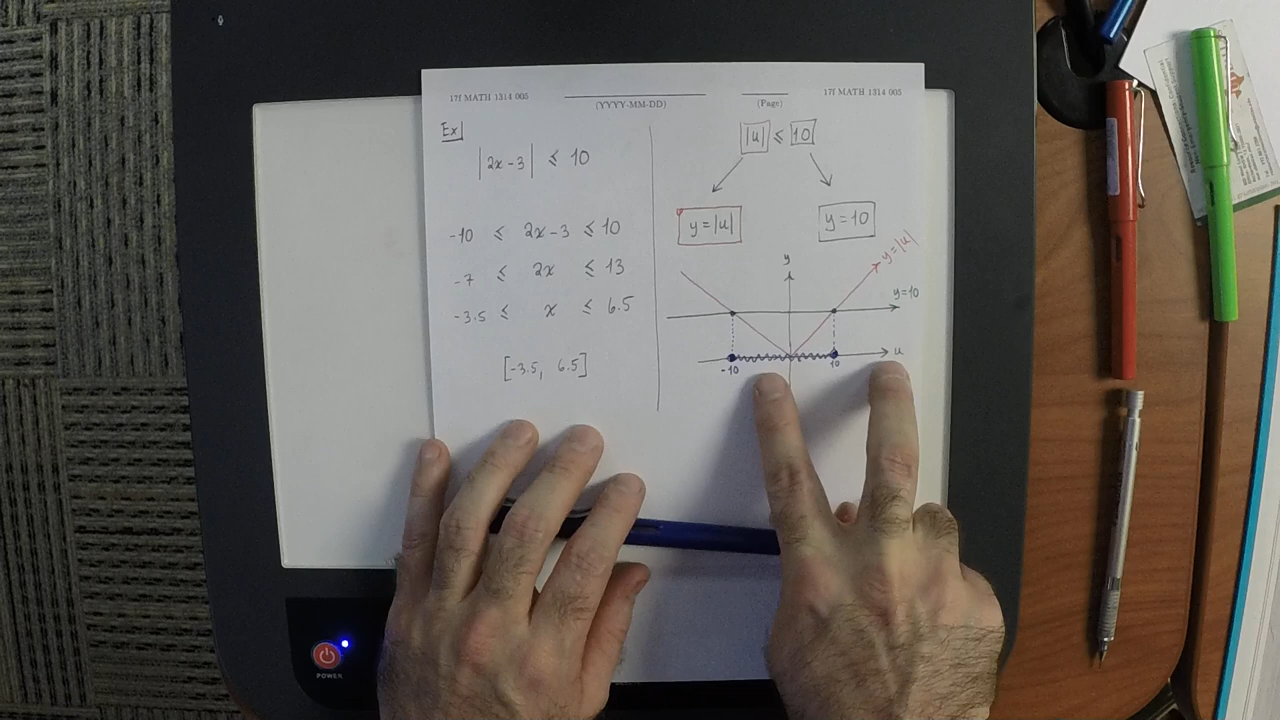 17f MATH 1314 005
(YYYY-MM-DD)
(Page)
17f MATH 1314 005
Ex
|2x-3| ≤ 10
-10 ≤ 2x-3 ≤ 10
-7 ≤ 2x ≤ 13
-3.5 ≤ x ≤ 6.5
[-3.5, 6.5]
|u| ≤ 10
y=|u|
y=10
y
y=|u|
y=10
u
-10
10
POWER